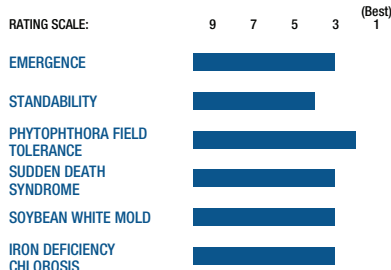 (Best)
RATING SCALE: 9 7 5 3 1
EMERGENCE
STANDABILITY
PHYTOPHTHORA FIELD
TOLERANCE
SUDDEN DEATH
SYNDROME
SOYBEAN WHITE MOLD
IRON DEFICIENCY
CHLOROSIS